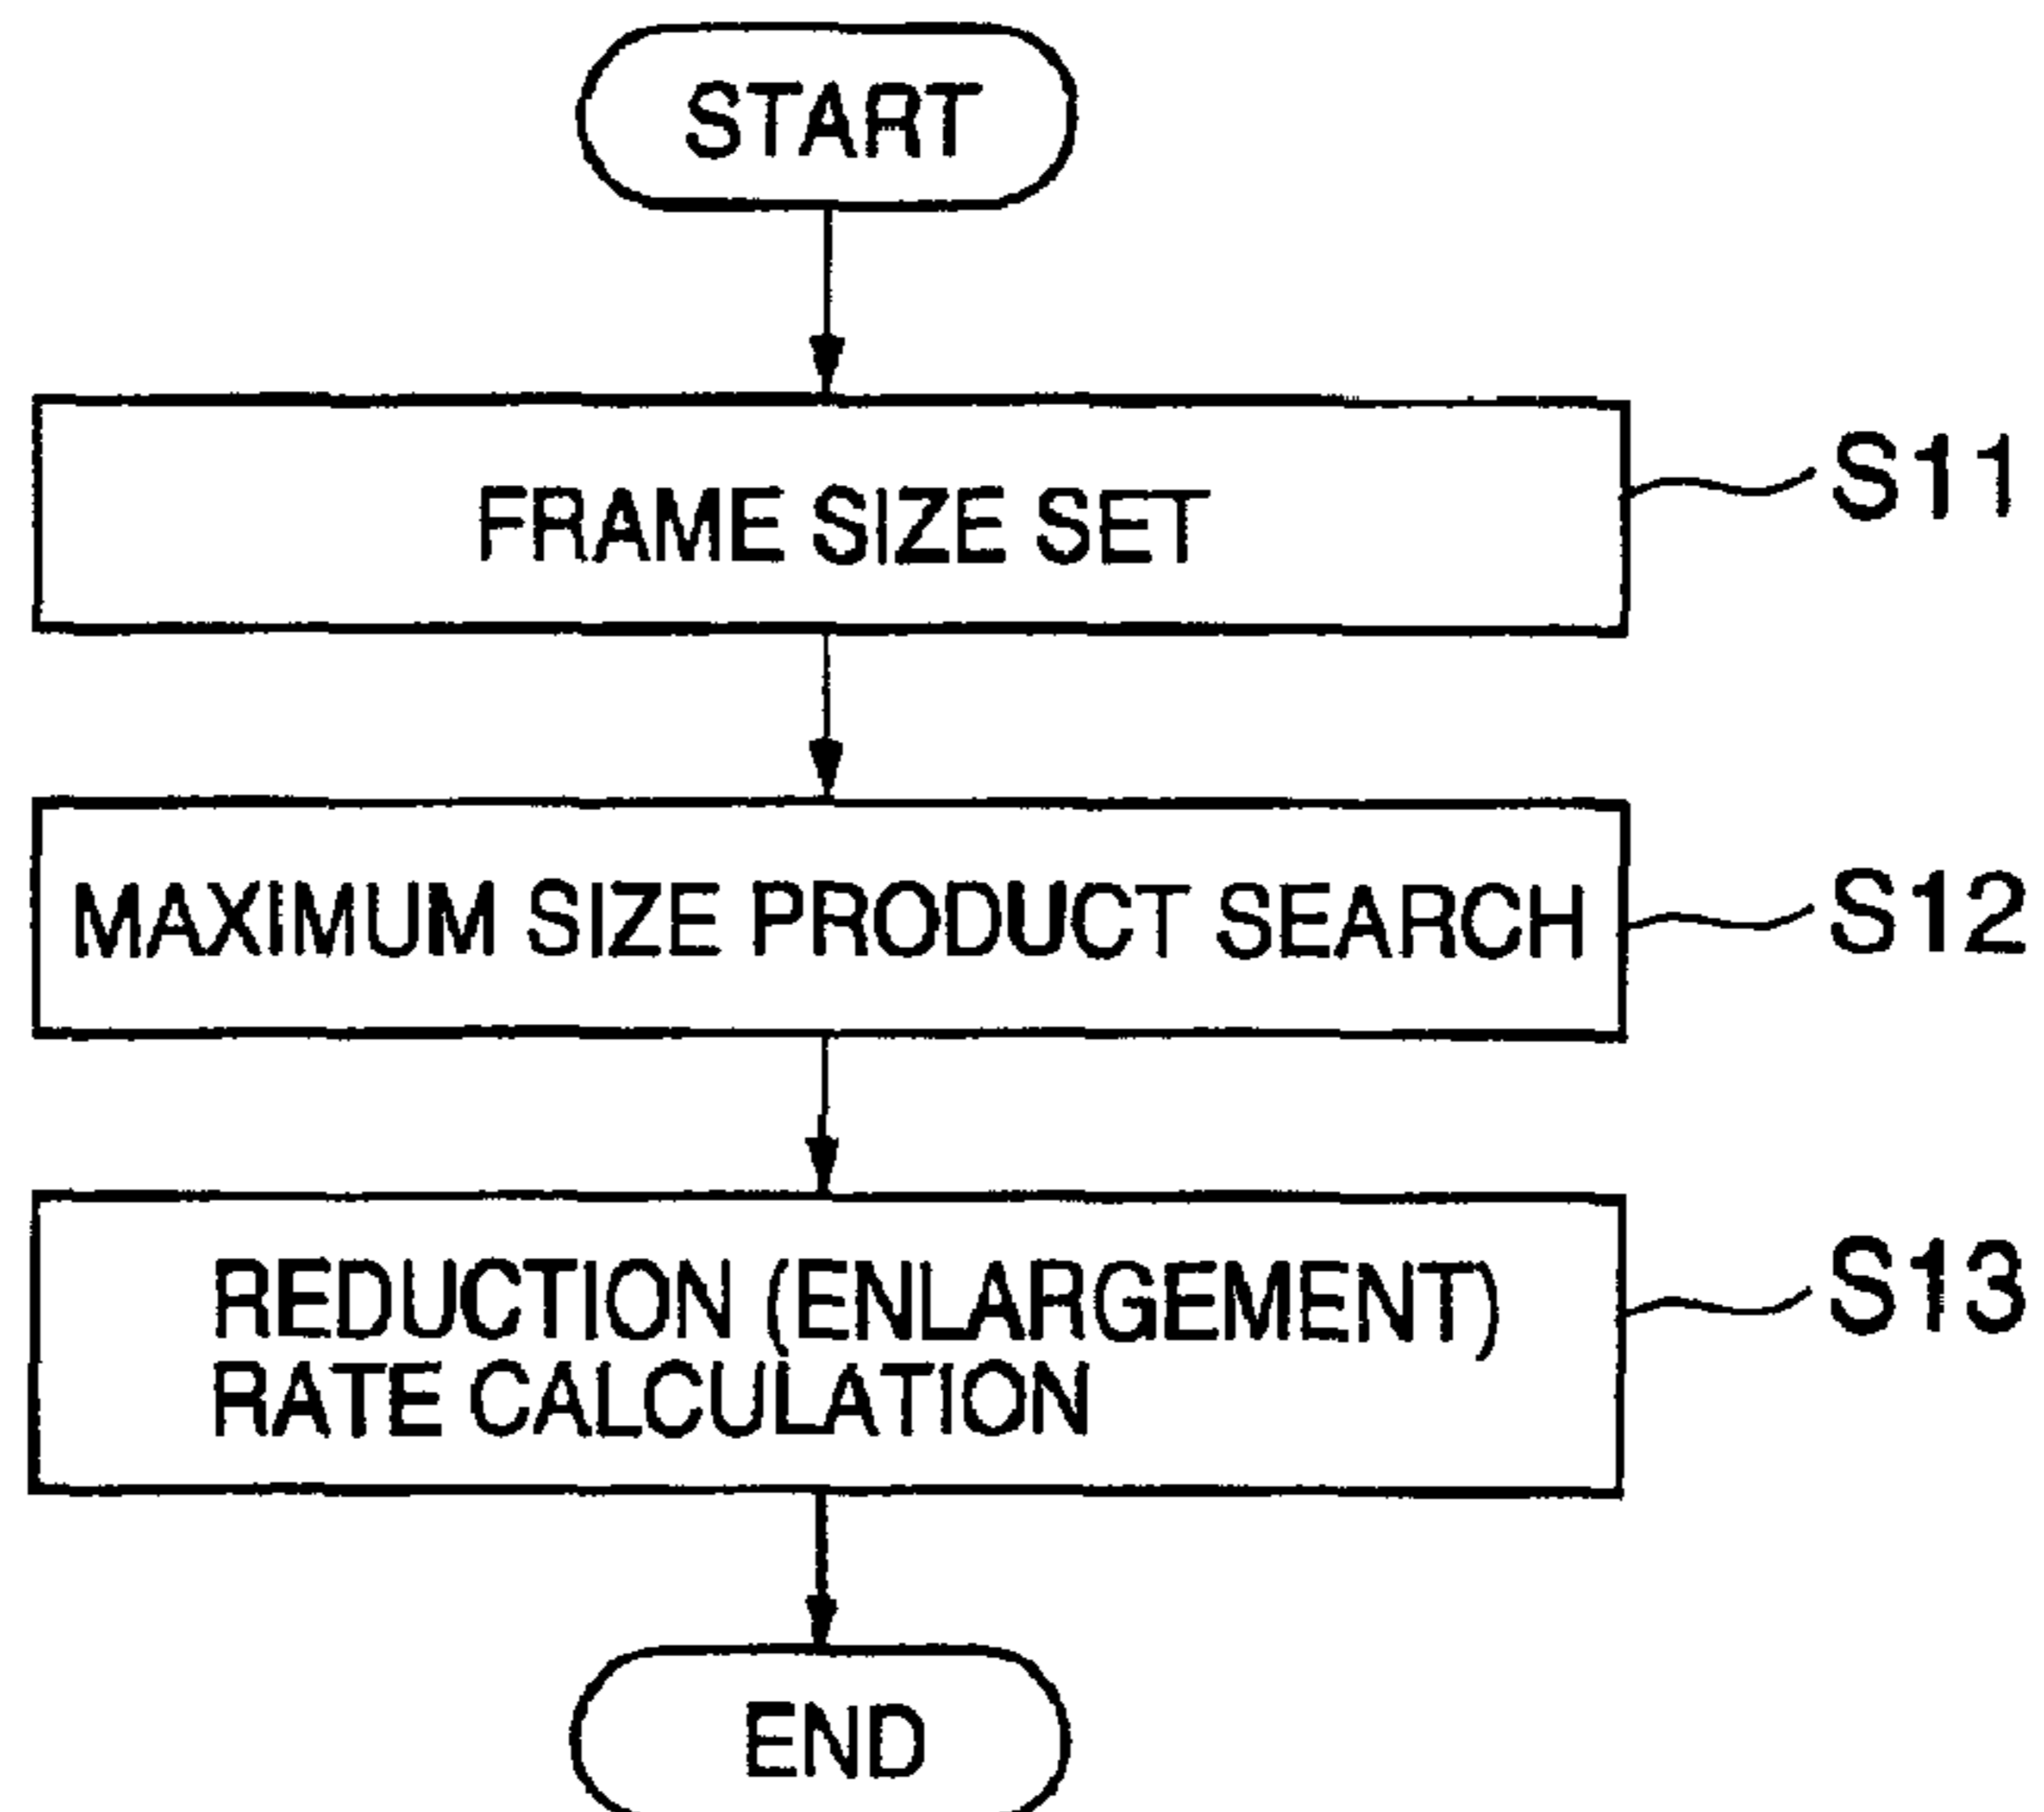 START
FRAME SIZE SET
S11
MAXIMUM SIZE PRODUCT SEARCH
S12
REDUCTION (ENLARGEMENT)
RATE CALCULATION
S13
END